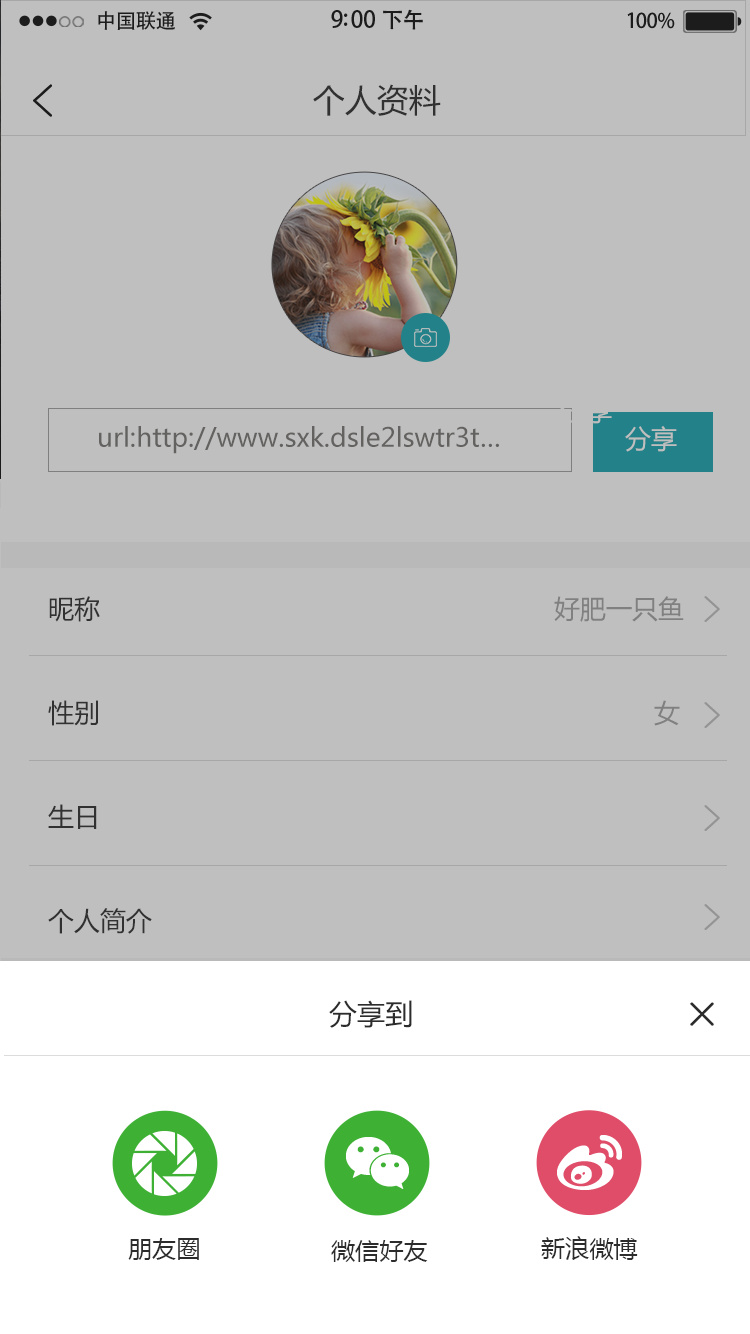 中国联通 9:00 下午 100%
个人资料
url:http://www.sxk.dsle2lswtr3t... 分享
昵称 好肥一只鱼
性别 女
生日
个人简介
分享到
朋友圈 微信好友 新浪微博